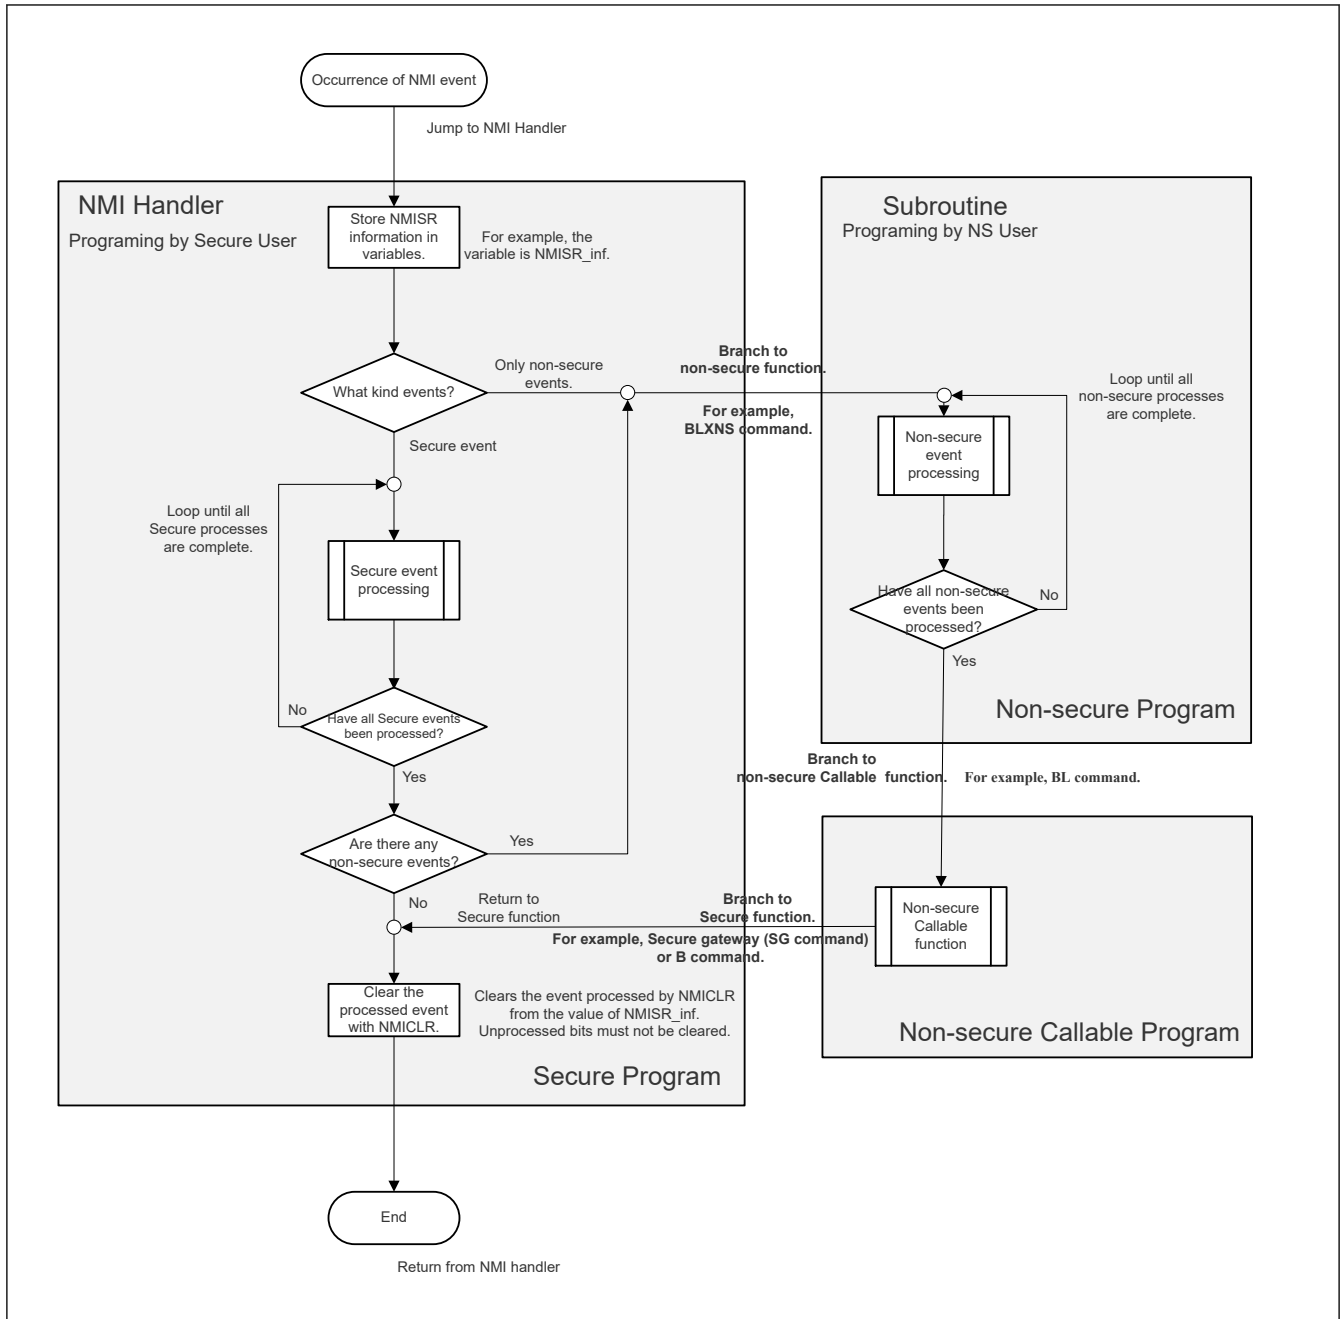 Occurrence of NMI event
Jump to NMI Handler
NMI Handler
Programing by Secure User
Store NMISR
information in
variables.
For example, the
variable is NMISR_inf.
What kind events?
Only non-secure
events.
Secure event
Loop until all
Secure processes
are complete.
Secure event
processing
No
Have all Secure events
been processed?
Yes
Are there any
non-secure events?
Yes
No
Return to
Secure function
Clear the
processed event
with NMICLR.
Clears the event processed by NMICLR
from the value of NMISR_inf.
Unprocessed bits must not be cleared.
Secure Program
End
Return from NMI handler
Branch to
non-secure function.
For example,
BLXNS command.
Subroutine
Programing by NS User
Loop until all
non-secure processes
are complete.
Non-secure
event
processing
Have all non-secure
events been
processed?
No
Yes
Non-secure Program
Branch to
non-secure Callable function.
For example, BL command.
Non-secure
Callable
function
Branch to
Secure function.
For example, Secure gateway (SG command)
or B command.
Non-secure Callable Program